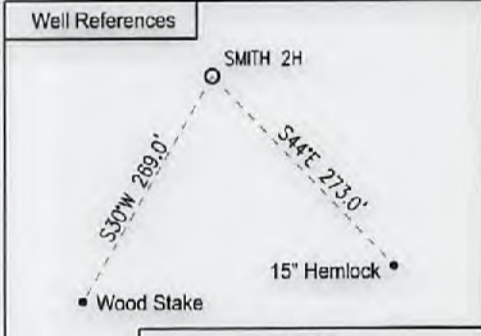 Well References
SMITH 2H
S30°W 269.0'
S44°E 273.0'
15" Hemlock
Wood Stake